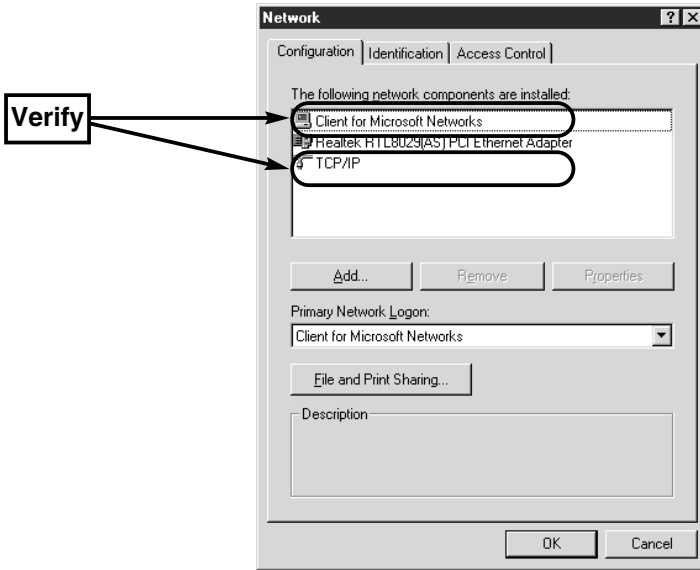 Network
Configuration Identification Access Control
The following network components are installed:
Verify
Client for Microsoft Networks
Realtek RTL8029(AS) PCI Ethernet Adapter
TCP/IP
Add... Remove Properties
Primary Network Logon:
Client for Microsoft Networks
File and Print Sharing...
Description
OK Cancel